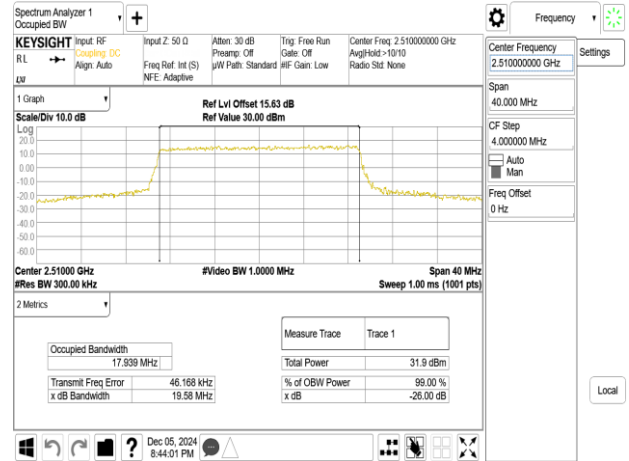 Spectrum Analyzer 1
Occupied BW
Frequency
KEYSIGHT
RL
LXI
Input: RF
Coupling: DC
Align: Auto
Input Z: 50 Ω
Freq Ref: Int (S)
NFE: Adaptive
Atten: 30 dB
Preamp: Off
µW Path: Standard
Trig: Free Run
Gate: Off
#IF Gain: Low
Center Freq: 2.510000000 GHz
Avg|Hold:>10/10
Radio Std: None
1 Graph
Scale/Div 10.0 dB
Ref Lvl Offset 15.63 dB
Ref Value 30.00 dBm
Log
20.0
10.0
0.00
-10.0
-20.0
-30.0
-40.0
-50.0
-60.0
Center 2.51000 GHz
#Video BW 1.0000 MHz
Span 40 MHz
#Res BW 300.00 kHz
Sweep 1.00 ms (1001 pts)
2 Metrics
Measure Trace Trace 1
Occupied Bandwidth
17.939 MHz
Total Power 31.9 dBm
Transmit Freq Error 46.168 kHz
% of OBW Power 99.00 %
x dB Bandwidth 19.58 MHz
x dB -26.00 dB
Dec 05, 2024
8:44:01 PM
Center Frequency
2.510000000 GHz
Settings
Span
40.000 MHz
CF Step
4.000000 MHz
Auto
Man
Freq Offset
0 Hz
Local